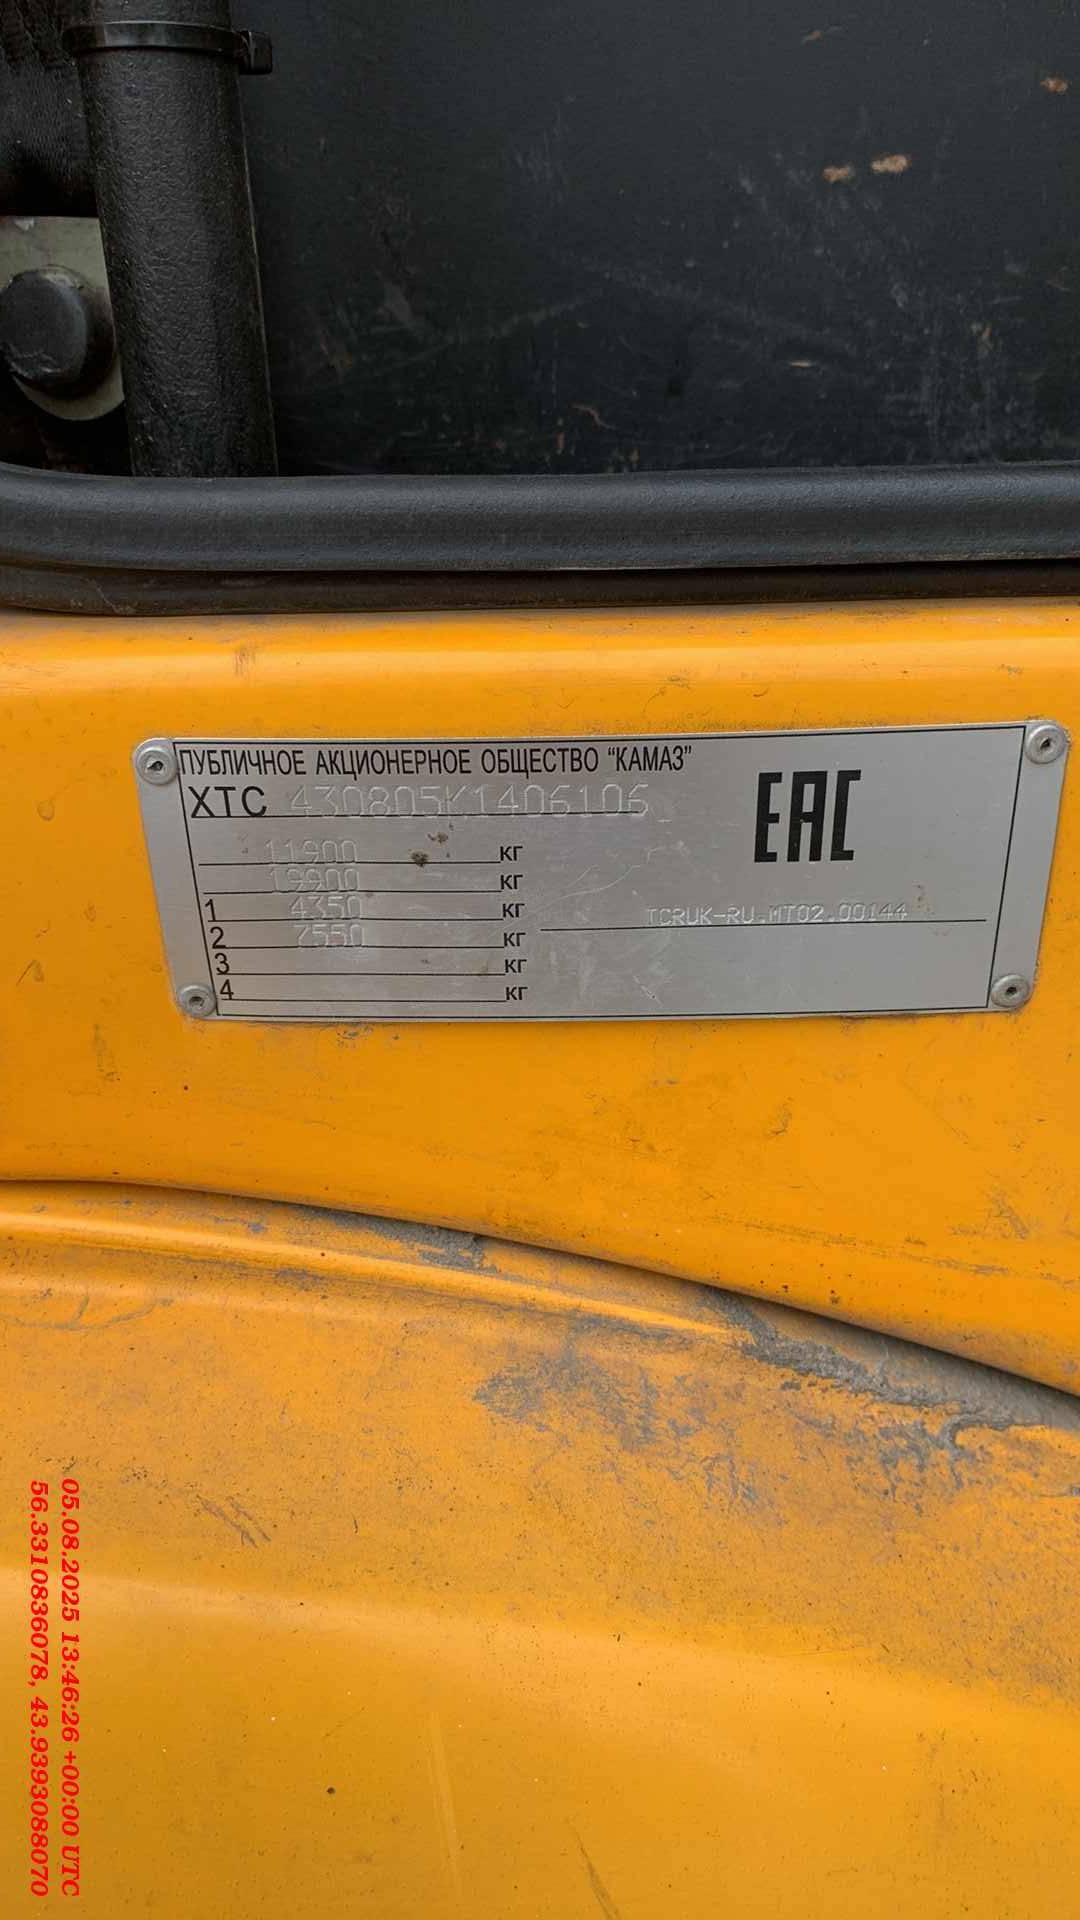 ПУБЛИЧНОЕ АКЦИОНЕРНОЕ ОБЩЕСТВО "КАМАЗ"
XTC 430805K1406106
EAC
11900 КГ
19900 КГ
1 4350 КГ
TCRUK-RU.MT02.00144
2 7550 КГ
3 КГ
4 КГ
05.08.2025 13:46:26 +00:00 UTC
56.3310836078, 43.9393088070